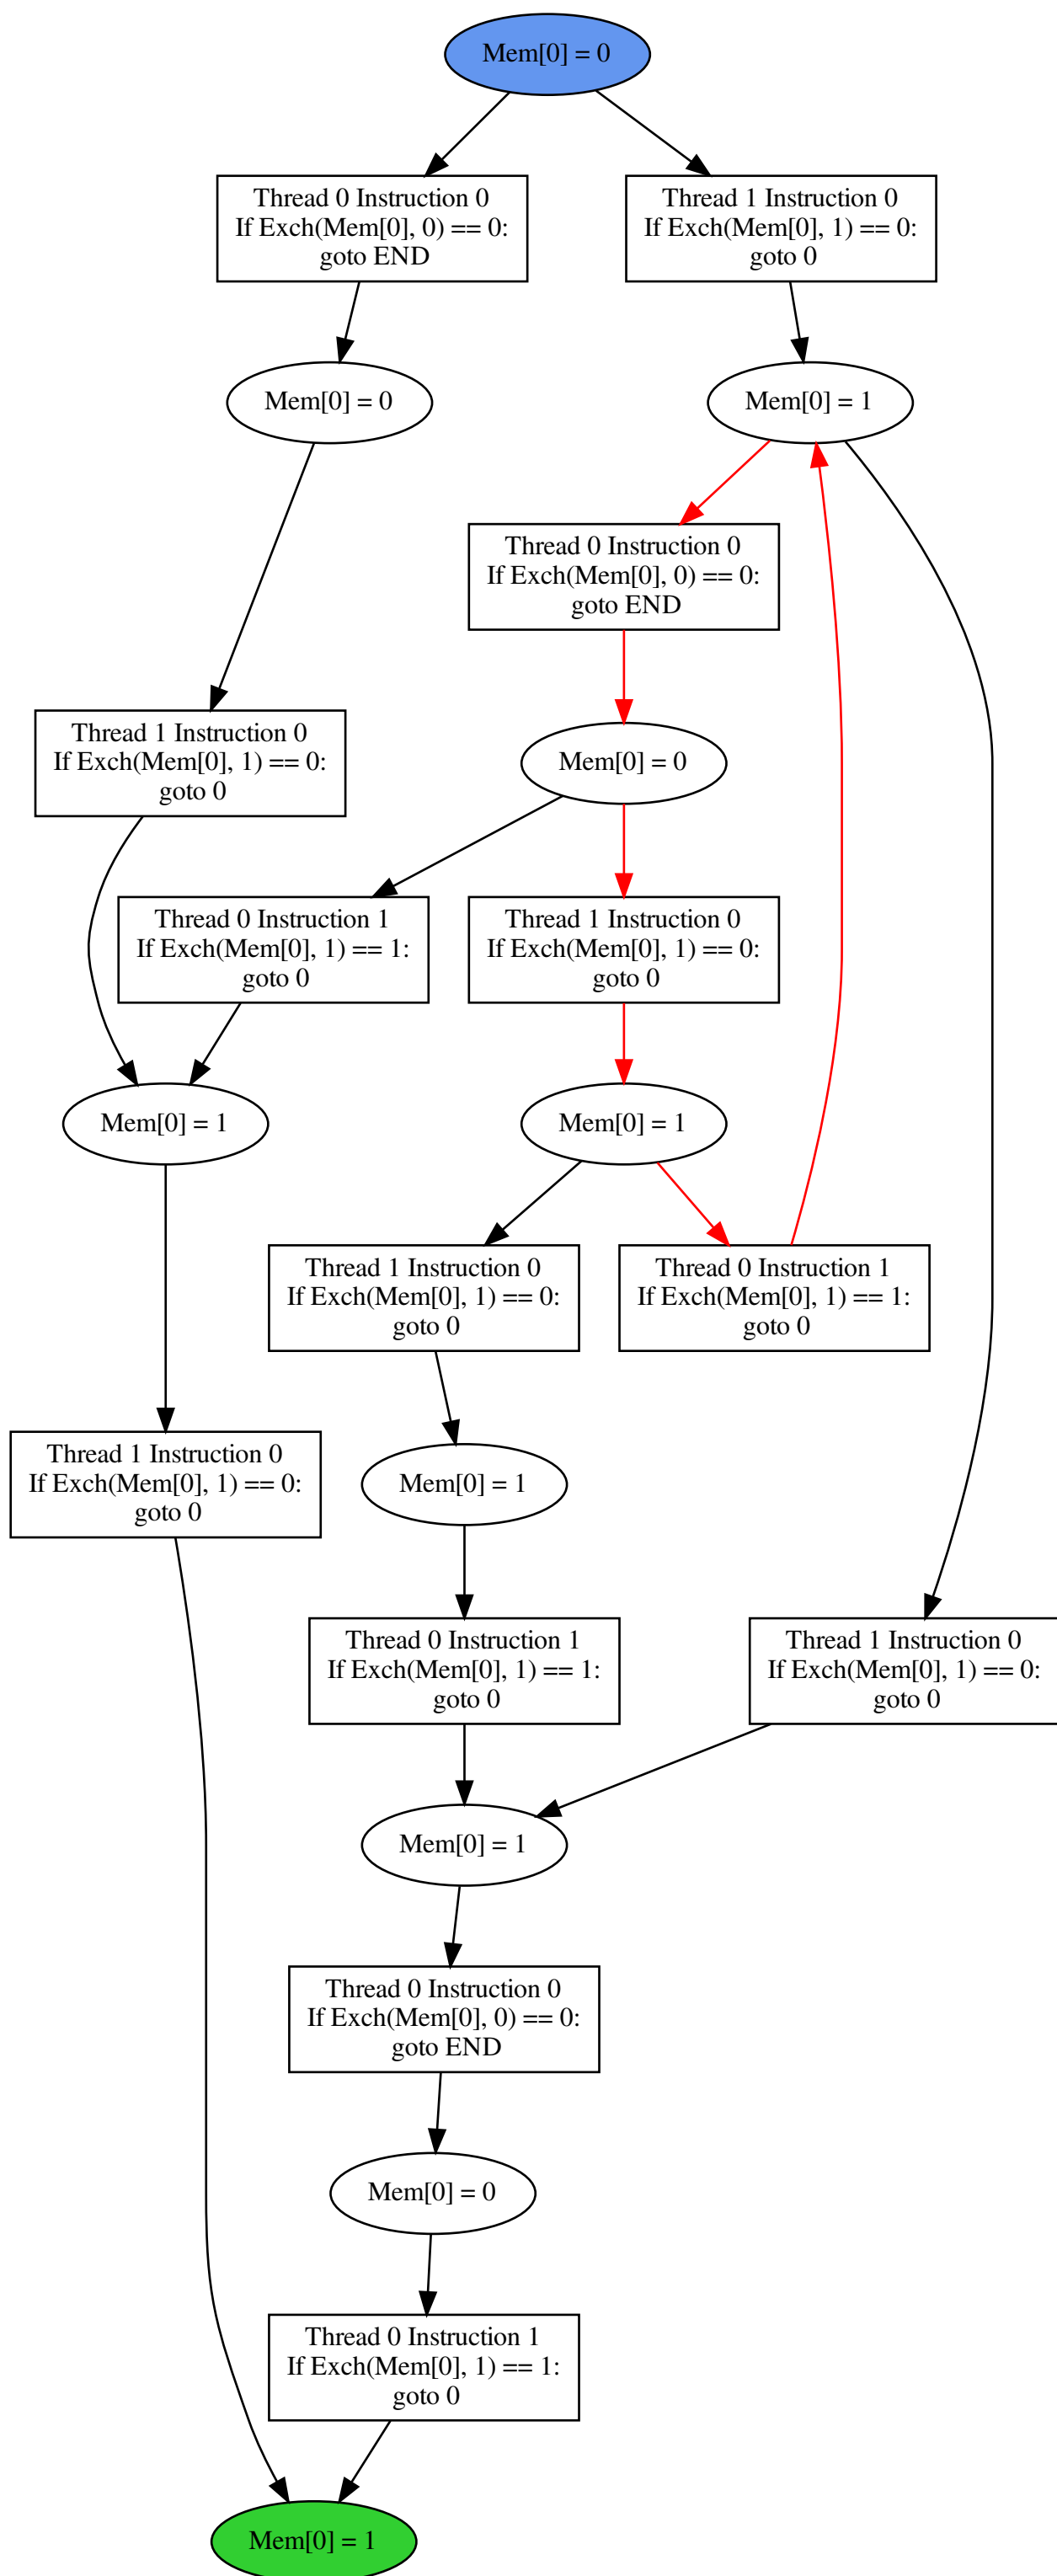 Mem[0] = 0
Thread 0 Instruction 0
If Exch(Mem[0], 0) == 0:
goto END
Thread 1 Instruction 0
If Exch(Mem[0], 1) == 0:
goto 0
Mem[0] = 0
Mem[0] = 1
Thread 0 Instruction 0
If Exch(Mem[0], 0) == 0:
goto END
Thread 1 Instruction 0
If Exch(Mem[0], 1) == 0:
goto 0
Mem[0] = 0
Thread 0 Instruction 1
If Exch(Mem[0], 1) == 1:
goto 0
Thread 1 Instruction 0
If Exch(Mem[0], 1) == 0:
goto 0
Mem[0] = 1
Mem[0] = 1
Thread 1 Instruction 0
If Exch(Mem[0], 1) == 0:
goto 0
Thread 0 Instruction 1
If Exch(Mem[0], 1) == 1:
goto 0
Thread 1 Instruction 0
If Exch(Mem[0], 1) == 0:
goto 0
Mem[0] = 1
Thread 0 Instruction 1
If Exch(Mem[0], 1) == 1:
goto 0
Thread 1 Instruction 0
If Exch(Mem[0], 1) == 0:
goto 0
Mem[0] = 1
Thread 0 Instruction 0
If Exch(Mem[0], 0) == 0:
goto END
Mem[0] = 0
Thread 0 Instruction 1
If Exch(Mem[0], 1) == 1:
goto 0
Mem[0] = 1